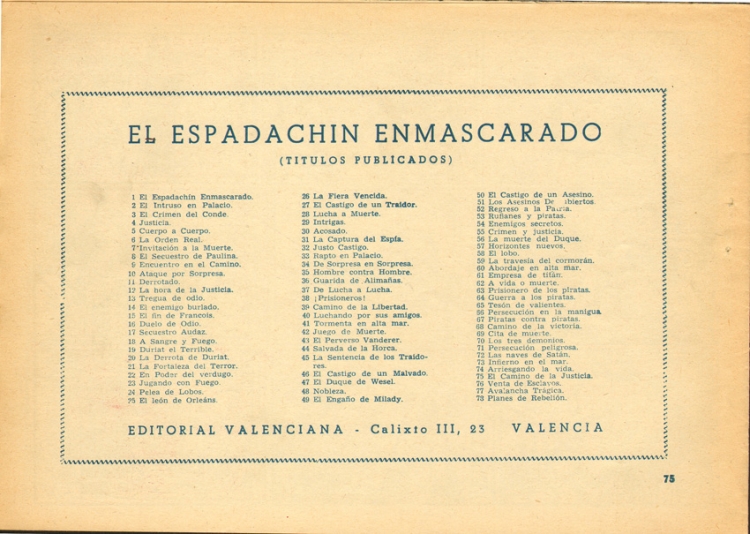 EL ESPADACHIN ENMASCARADO
(TITULOS PUBLICADOS)
1 El Espadachín Enmascarado.
2 El Intruso en Palacio.
3 El Crimen del Conde.
4 Justicia.
5 Cuerpo a Cuerpo.
6 La Orden Real.
7 Invitación a la Muerte.
8 El Secuestro de Paulina.
9 Encuentro en el Camino.
10 Ataque por Sorpresa.
11 Derrotado.
12 La hora de la Justicia.
13 Tregua de odio.
14 El enemigo burlado.
15 El fin de Francois.
16 Duelo de Odio.
17 Secuestro Audaz.
18 A Sangre y Fuego.
19 Duriat el Terrible.
20 La Derrota de Duriat.
21 La Fortaleza del Terror.
22 En Poder del verdugo.
23 Jugando con Fuego.
24 Pelea de Lobos.
25 El león de Orleáns.
26 La Fiera Vencida.
27 El Castigo de un Traidor.
28 Lucha a Muerte.
29 Intrigas.
30 Acosado.
31 La Captura del Espía.
32 Justo Castigo.
33 Rapto en Palacio.
34 De Sorpresa en Sorpresa.
35 Hombre contra Hombre.
36 Guarida de Alimañas.
37 De Lucha a Lucha.
38 ¡Prisioneros!
39 Camino de la Libertad.
40 Luchando por sus amigos.
41 Tormenta en alta mar.
42 Juego de Muerte.
43 El Perverso Vanderer.
44 Salvada de la Horca.
45 La Sentencia de los Traido-
res.
46 El Castigo de un Malvado.
47 El Duque de Wesel.
48 Nobleza.
49 El Engaño de Milady.
50 El Castigo de un Asesino.
51 Los Asesinos Descubiertos.
52 Regreso a la Patria.
53 Rufianes y piratas.
54 Enemigos secretos.
55 Crimen y justicia.
56 La muerte del Duque.
57 Horizontes nuevos.
58 El lobo.
59 La travesía del cormorán.
60 Abordaje en alta mar.
61 Empresa de titán.
62 A vida o muerte.
63 Prisionero de los piratas.
64 Guerra a los piratas.
65 Tesón de valientes.
66 Persecución en la manigua.
67 Piratas contra piratas.
68 Camino de la victoria.
69 Cita de muerte.
70 Los tres demonios.
71 Persecución peligrosa.
72 Las naves de Satán.
73 Infierno en el mar.
74 Arriesgando la vida.
75 El Camino de la Justicia.
76 Venta de Esclavos.
77 Avalancha Trágica.
78 Planes de Rebelión.
EDITORIAL VALENCIANA - Calixto III, 23 VALENCIA
75